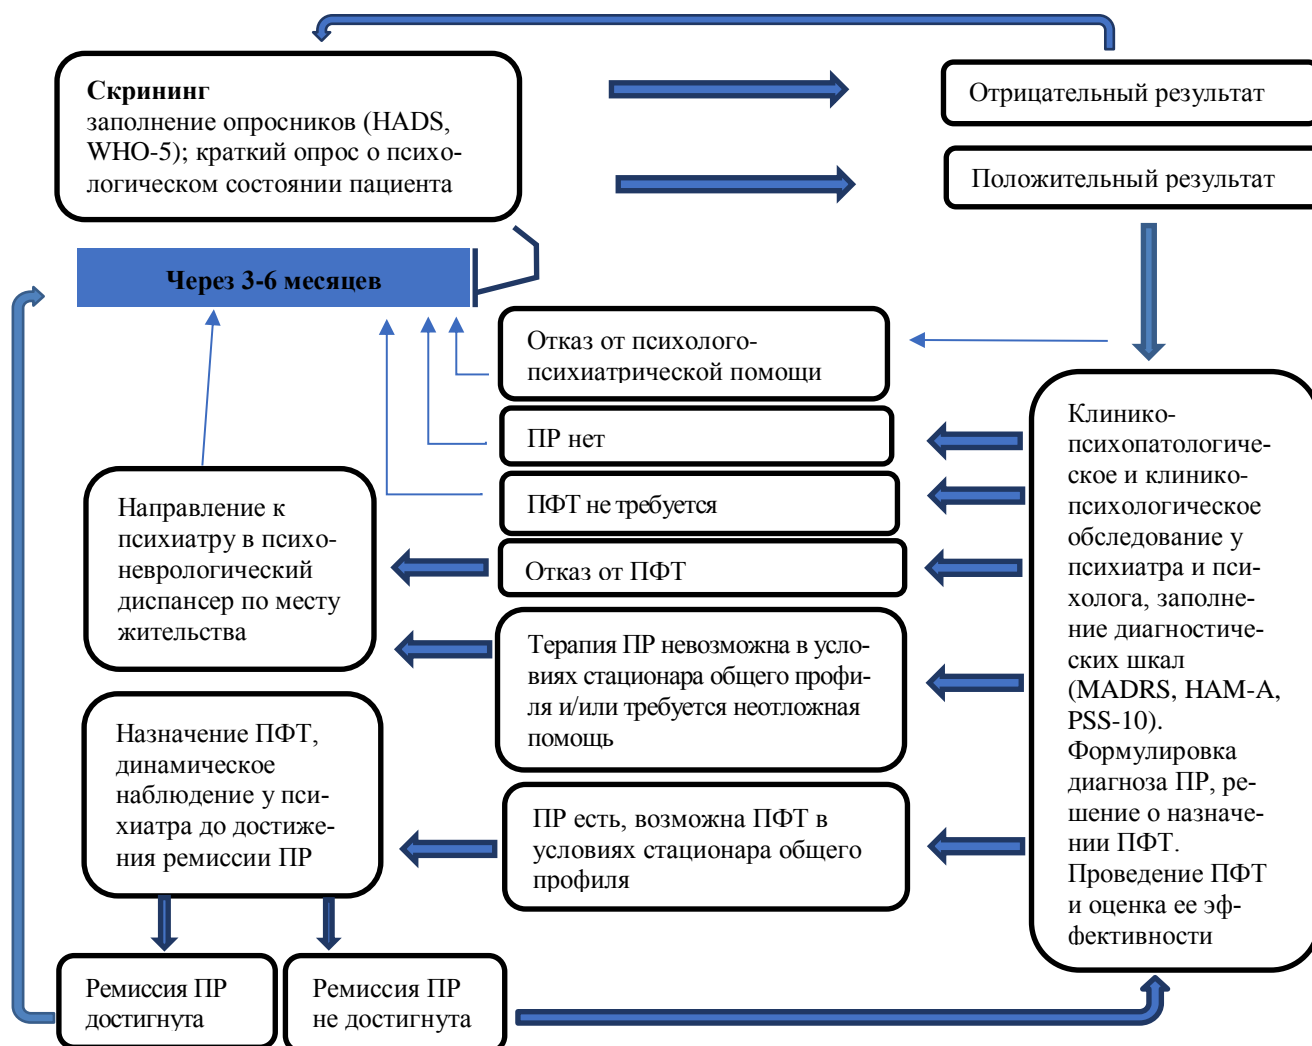 Скрининг
заполнение опросников (HADS,
WHO-5); краткий опрос о психо-
логическом состоянии пациента
Отрицательный результат
Положительный результат
Через 3-6 месяцев
Отказ от психолого-
психиатрической помощи
ПР нет
ПФТ не требуется
Отказ от ПФТ
Терапия ПР невозможна в усло-
виях стационара общего профи-
ля и/или требуется неотложная
помощь
ПР есть, возможна ПФТ в
условиях стационара общего
профиля
Клинико-
психопатологиче-
ское и клинико-
психологическое
обследование у
психиатра и пси-
холога, заполне-
ние диагностиче-
ских шкал
(MADRS, HAM-A,
PSS-10).
Формулировка
диагноза ПР, ре-
шение о назначе-
нии ПФТ.
Проведение ПФТ
и оценка ее эф-
фективности
Направление к
психиатру в психо-
неврологический
диспансер по месту
жительства
Назначение ПФТ,
динамическое
наблюдение у пси-
хиатра до достиже-
ния ремиссии ПР
Ремиссия ПР
достигнута
Ремиссия ПР
не достигнута